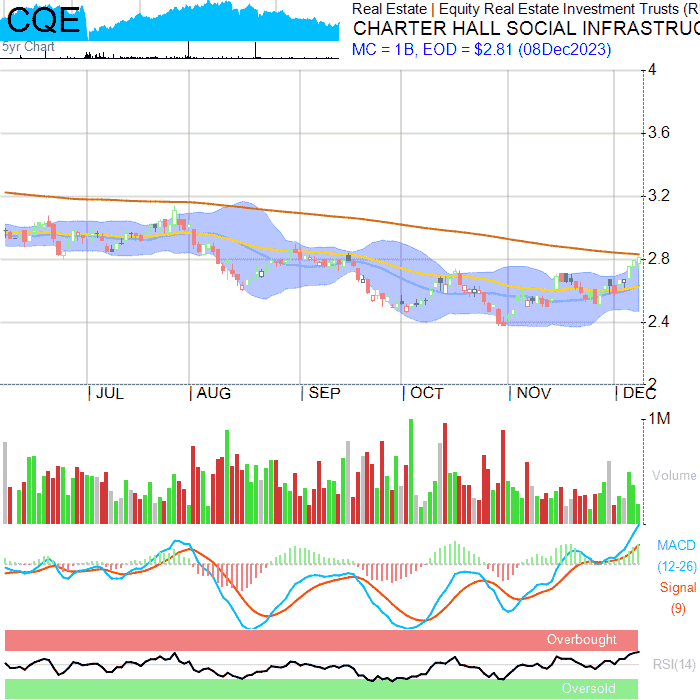 CQE
5yr Chart
Real Estate | Equity Real Estate Investment Trusts (R
CHARTER HALL SOCIAL INFRASTRUC
MC = 1B, EOD = $2.81 (08Dec2023)
4
3.6
3.2
2.8
2.4
2
JUL AUG SEP OCT NOV DEC
1M
Volume
MACD
(12-26)
Signal
(9)
Overbought
RSI(14)
Oversold